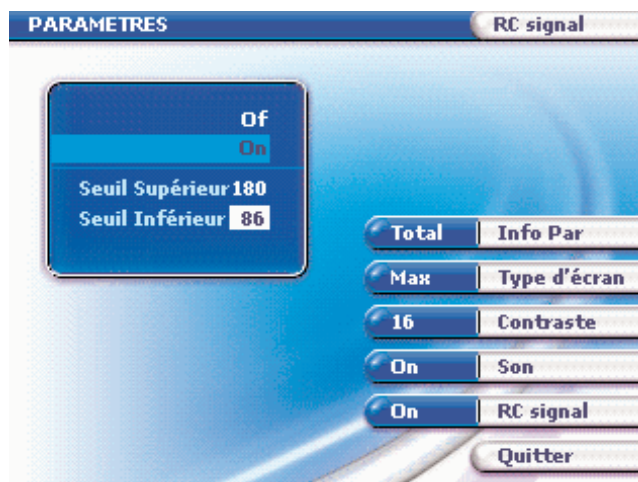 PARAMETRES RC signal
Of
On
Seuil Supérieur 180
Seuil Inférieur 86
Total Info Par
Max Type d'écran
16 Contraste
On Son
On RC signal
Quitter